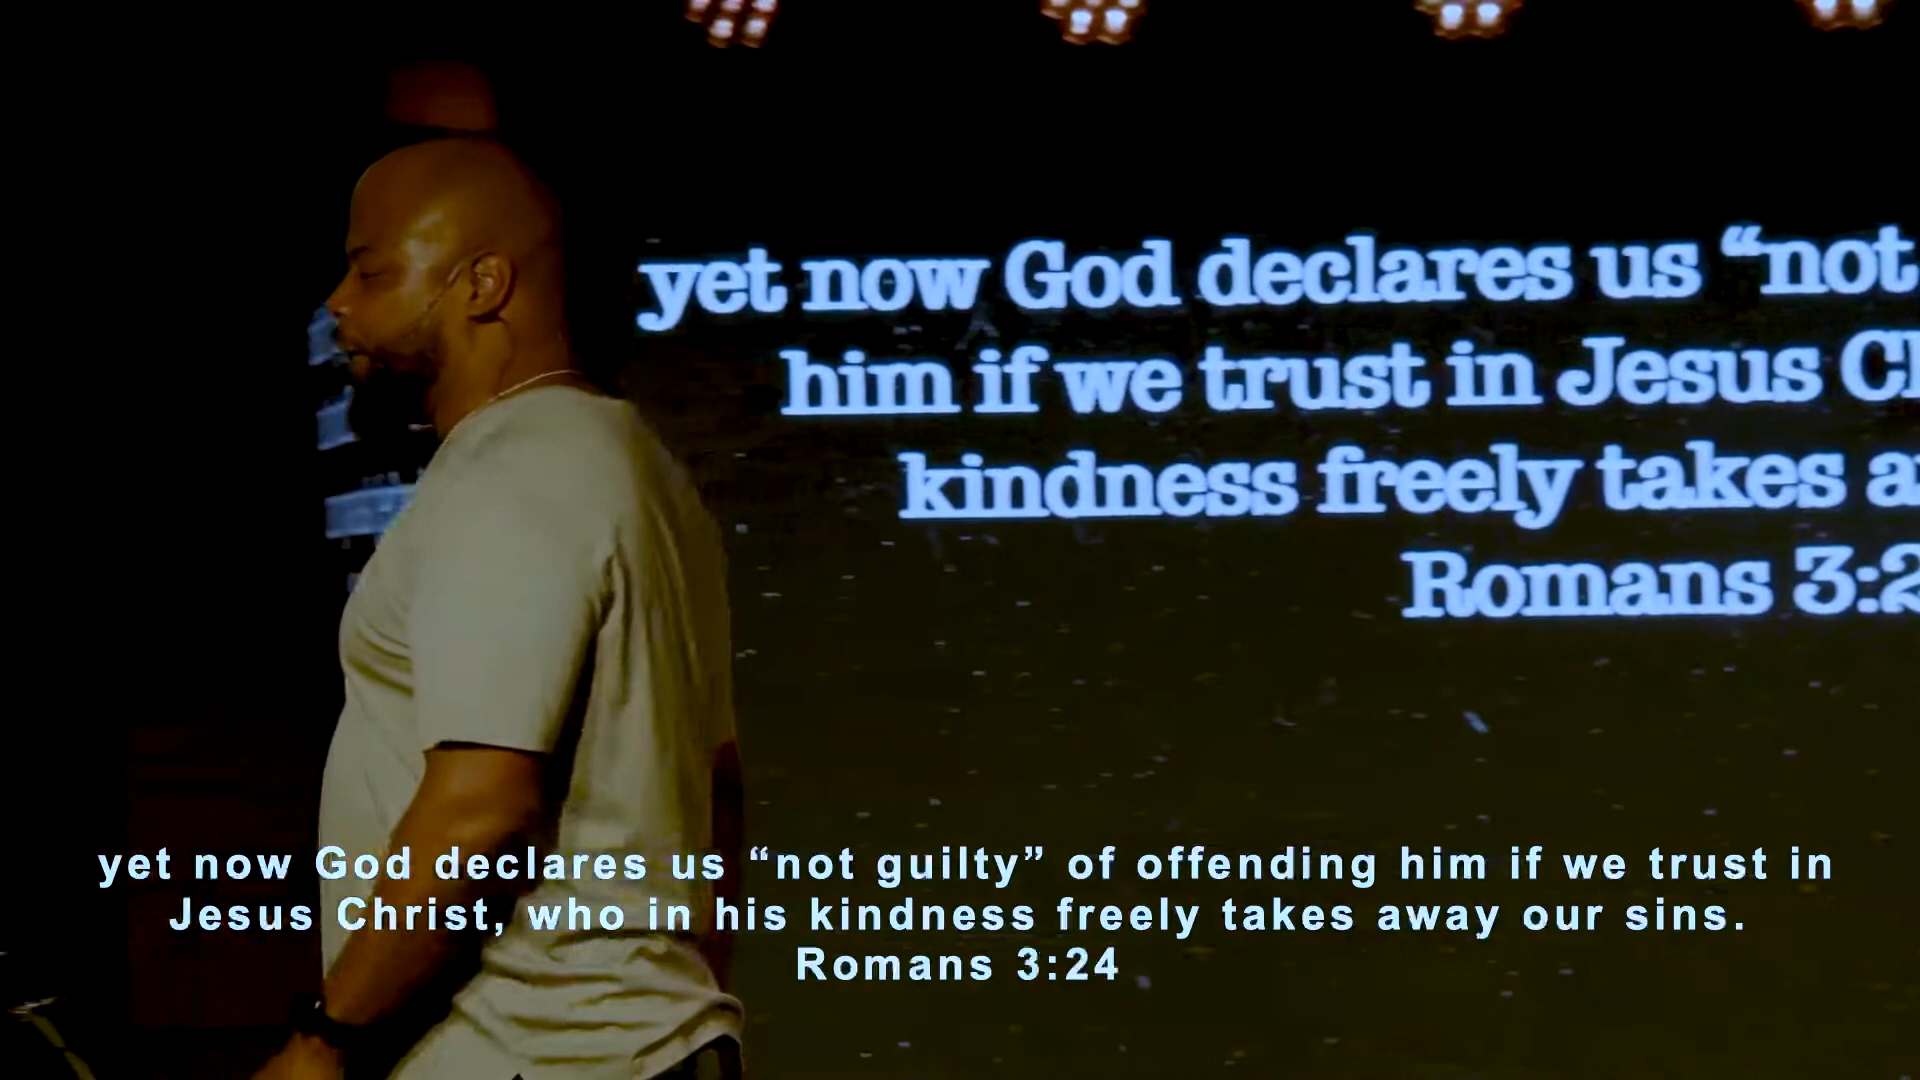 yet now God declares us “not
him if we trust in Jesus
kindness freely takes
Romans
yet now God declares us “not guilty” of offending him if we trust in
Jesus Christ, who in his kindness freely takes away our sins.
Romans 3:24